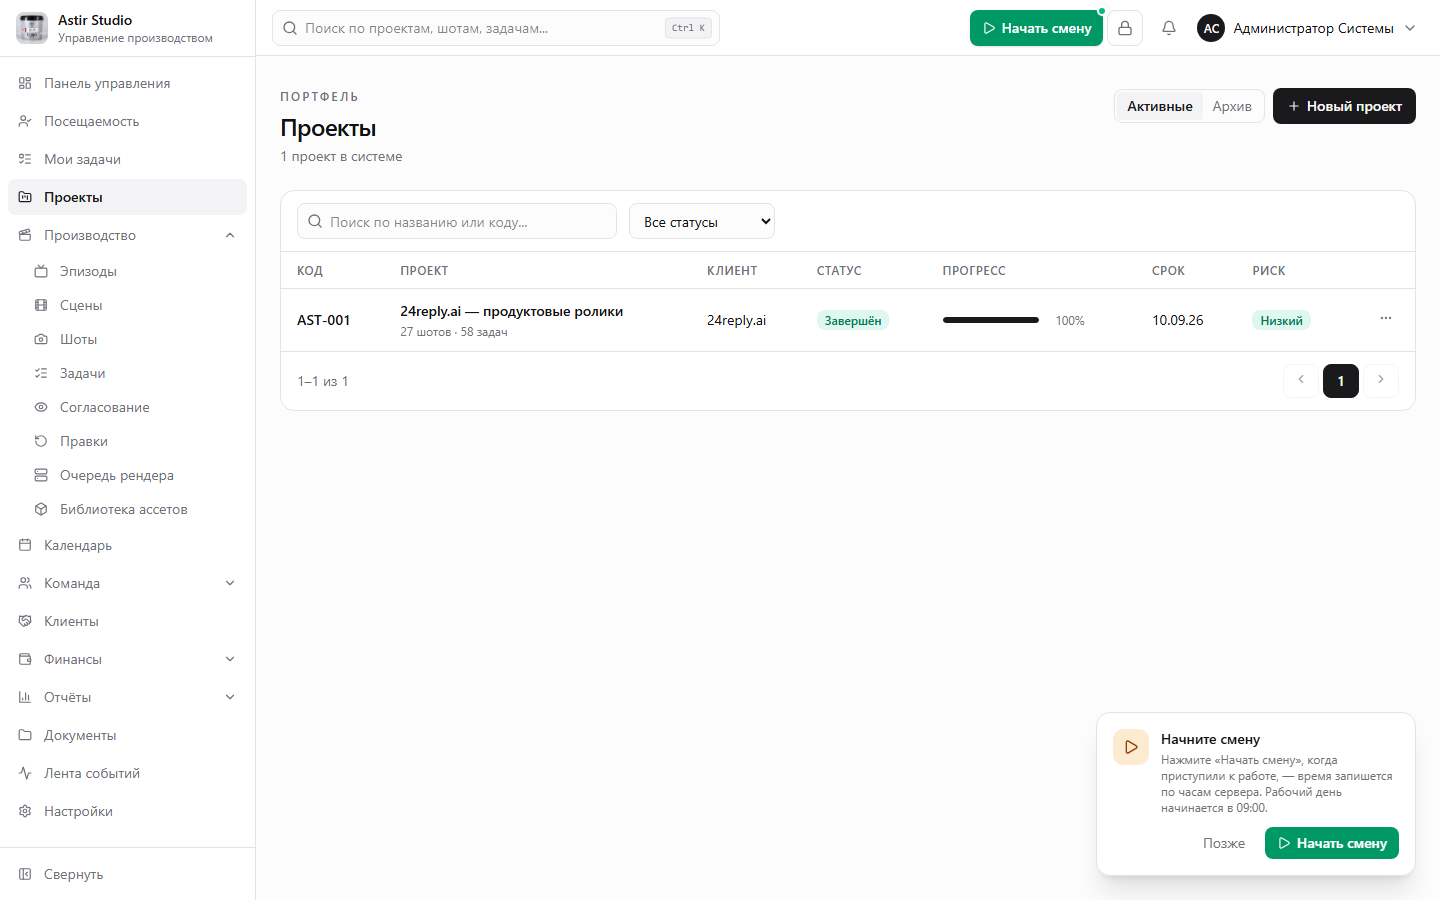 Astir Studio
Управление производством
Поиск по проектам, шотам, задачам...
Ctrl K
Начать смену
АС
Администратор Системы
Панель управления
Посещаемость
Мои задачи
Проекты
Производство
Эпизоды
Сцены
Шоты
Задачи
Согласование
Правки
Очередь рендера
Библиотека ассетов
Календарь
Команда
Клиенты
Финансы
Отчёты
Документы
Лента событий
Настройки
Свернуть
ПОРТФЕЛЬ
Проекты
1 проект в системе
Активные
Архив
Новый проект
Поиск по названию или коду...
Все статусы
КОД ПРОЕКТ КЛИЕНТ СТАТУС ПРОГРЕСС СРОК РИСК
AST-001 24reply.ai — продуктовые ролики 24reply.ai Завершён 100% 10.09.26 Низкий
27 шотов · 58 задач
1–1 из 1
1
Начните смену
Нажмите «Начать смену», когда
приступили к работе, — время запишется
по часам сервера. Рабочий день
начинается в 09:00.
Позже
Начать смену